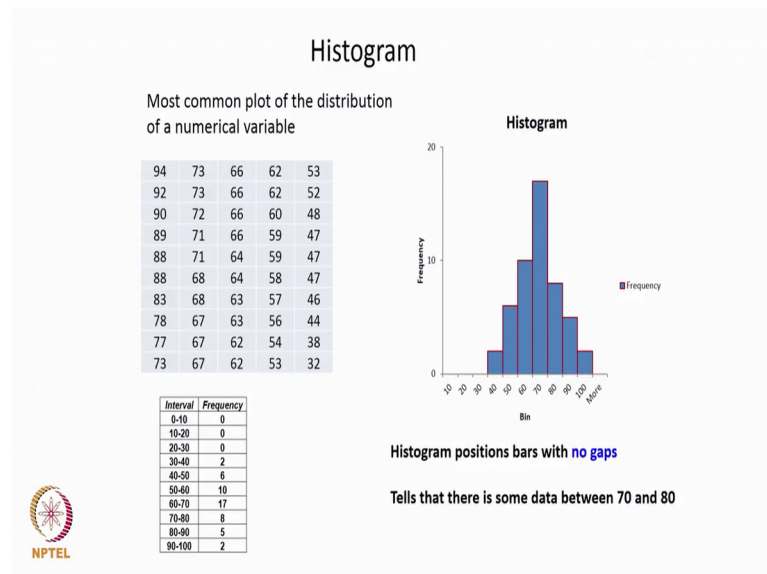 Histogram
Most common plot of the distribution
of a numerical variable
94 73 66 62 53
92 73 66 62 52
90 72 66 60 48
89 71 66 59 47
88 71 64 59 47
88 68 64 58 47
83 68 63 57 46
78 67 63 56 44
77 67 62 54 38
73 67 62 53 32
Interval Frequency
0-10 0
10-20 0
20-30 0
30-40 2
40-50 6
50-60 10
60-70 17
70-80 8
80-90 5
90-100 2
Histogram
20
10
0
Frequency
10 20 30 40 50 60 70 80 90 100 More
Bin
Frequency
Histogram positions bars with no gaps
Tells that there is some data between 70 and 80
NPTEL